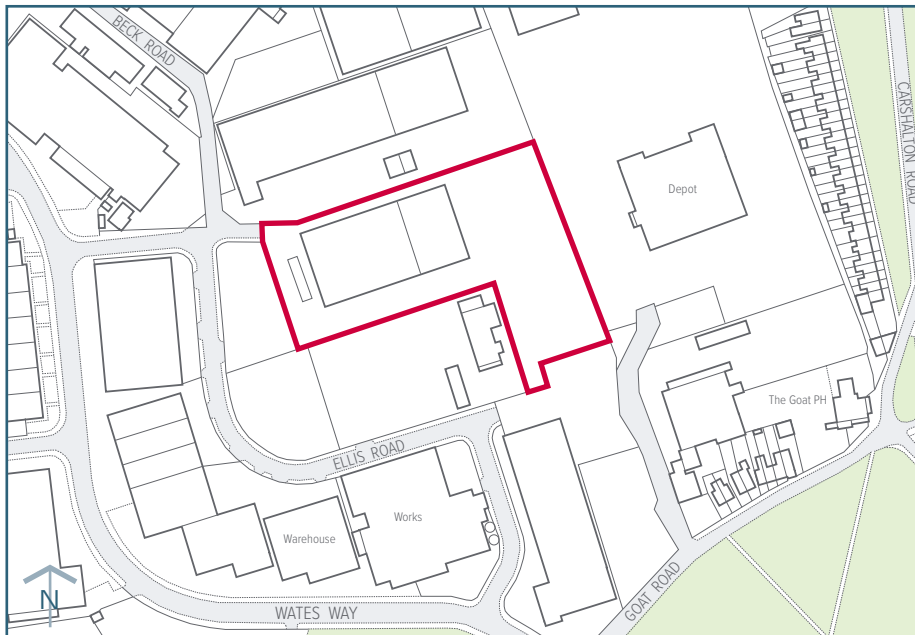 BECK ROAD
CARSHALTON ROAD
Depot
The Goat PH
ELLIS ROAD
Works
Warehouse
GOAT ROAD
N
WATES WAY